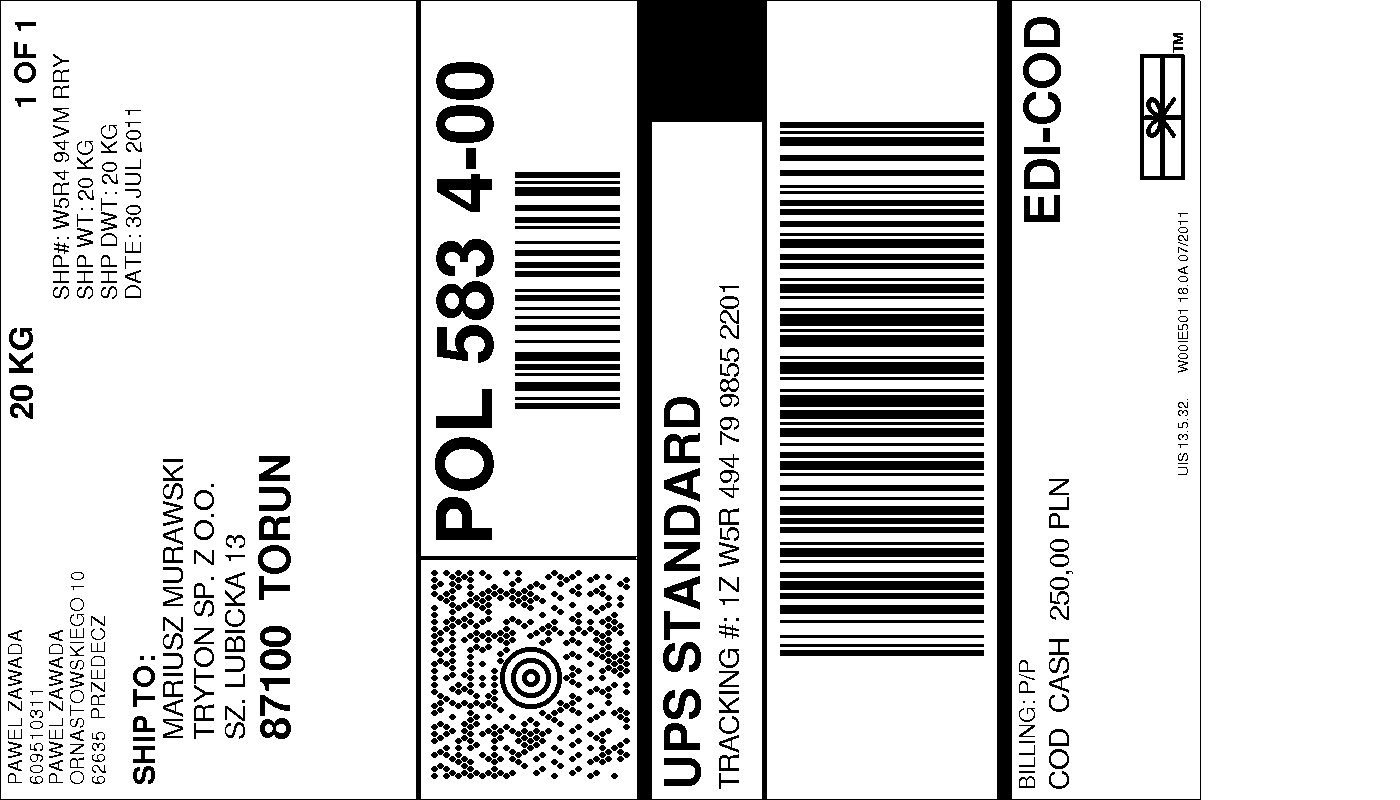 PAWEL ZAWADA
609510311
PAWEL ZAWADA
ORNASTOWSKIEGO 10
62635 PRZEDECZ
20 KG
1 OF 1
SHP#: W5R4 94VM RRY
SHP WT: 20 KG
SHP DWT: 20 KG
DATE: 30 JUL 2011
SHIP TO:
MARIUSZ MURAWSKI
TRYTON SP. Z O.O.
SZ. LUBICKA 13
87100 TORUN
POL 583 4-00
UPS STANDARD
TRACKING #: 1Z W5R 494 79 9855 2201
BILLING: P/P
COD CASH 250,00 PLN
EDI-COD
TM
UIS 13.5.32. W00IE501 18.0A 07/2011